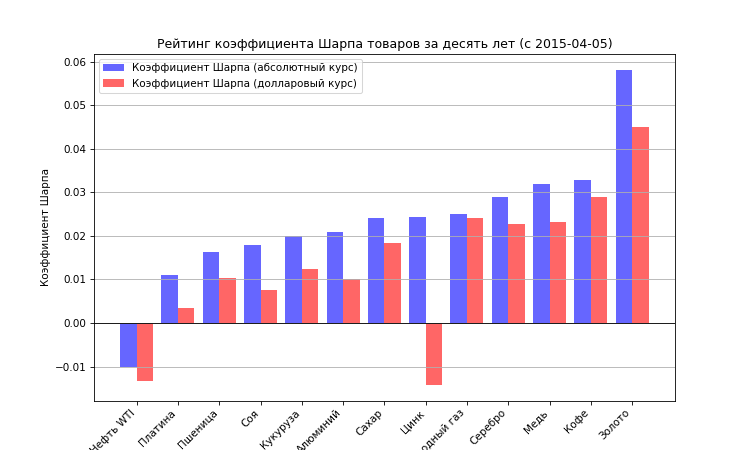 Рейтинг коэффициента Шарпа товаров за десять лет (с 2015-04-05)
Коэффициент Шарпа (абсолютный курс)
Коэффициент Шарпа (долларовый курс)
Коэффициент Шарпа
0.06
0.05
0.04
0.03
0.02
0.01
0.00
−0.01
Нефть WTI
Платина
Пшеница
Соя
Кукуруза
Алюминий
Сахар
Цинк
газ
Серебро
Медь
Кофе
Золото